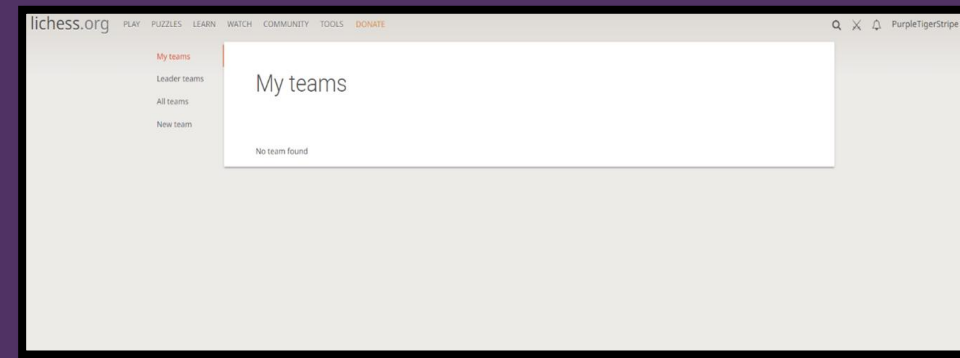 lichess.org PLAY PUZZLES LEARN WATCH COMMUNITY TOOLS DONATE PurpleTigerStripe
My teams
Leader teams
All teams
New team
My teams
No team found